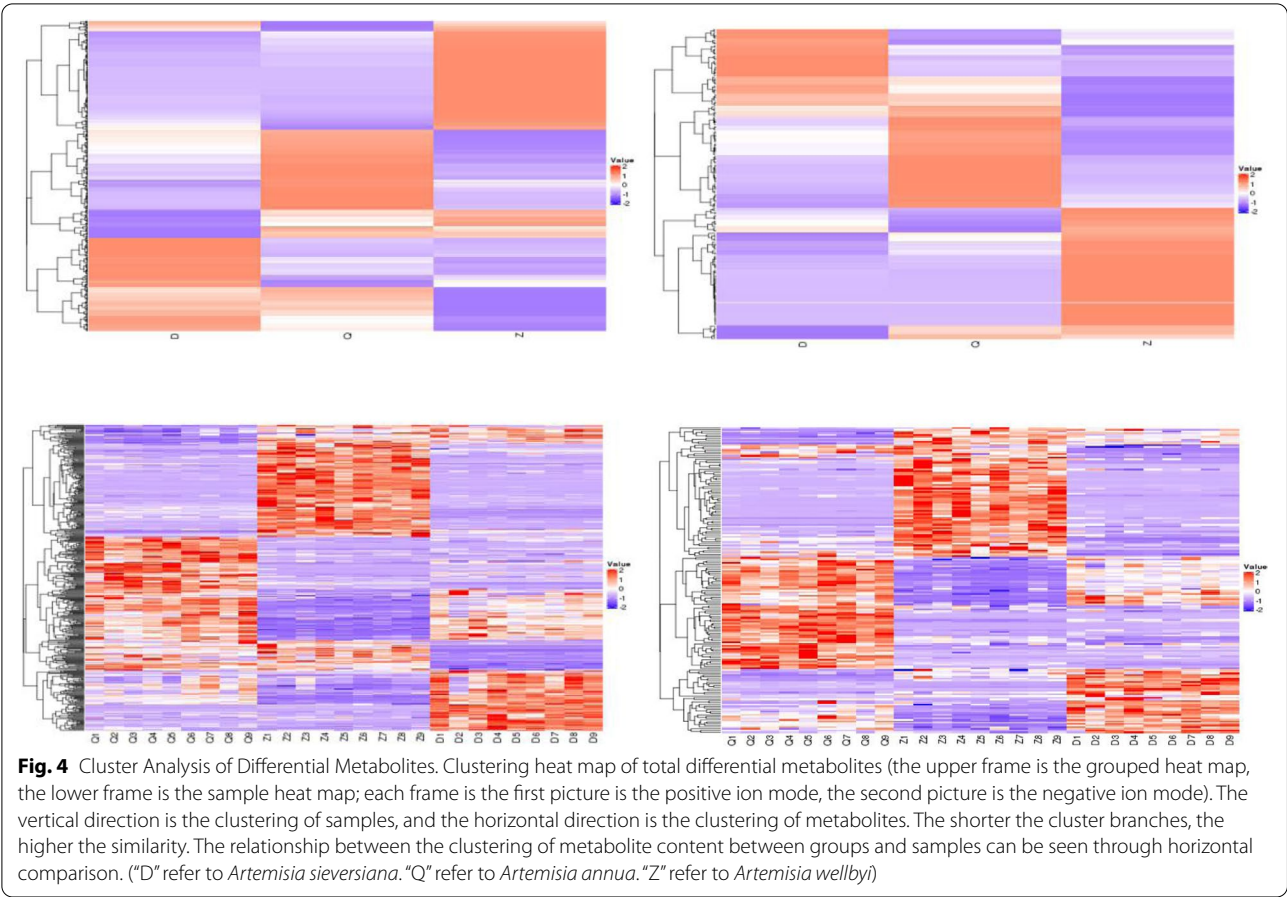 Value
2
1
0
-1
-2
D
Q
Z
Value
2
1
0
-1
-2
D
Q
Z
Value
2
1
0
-1
-2
Q1 Q2 Q3 Q4 Q5 Q6 Q7 Q8 Q9 Z1 Z2 Z3 Z4 Z5 Z6 Z7 Z8 Z9 D1 D2 D3 D4 D5 D6 D7 D8 D9
Value
2
1
0
-1
-2
Q1 Q2 Q3 Q4 Q5 Q6 Q7 Q8 Q9 Z1 Z2 Z3 Z4 Z5 Z6 Z7 Z8 Z9 D1 D2 D3 D4 D5 D6 D7 D8 D9
Fig. 4 Cluster Analysis of Differential Metabolites. Clustering heat map of total differential metabolites (the upper frame is the grouped heat map,
the lower frame is the sample heat map; each frame is the first picture is the positive ion mode, the second picture is the negative ion mode). The
vertical direction is the clustering of samples, and the horizontal direction is the clustering of metabolites. The shorter the cluster branches, the
higher the similarity. The relationship between the clustering of metabolite content between groups and samples can be seen through horizontal
comparison. (“D” refer to Artemisia sieversiana. “Q” refer to Artemisia annua. “Z” refer to Artemisia wellbyi)